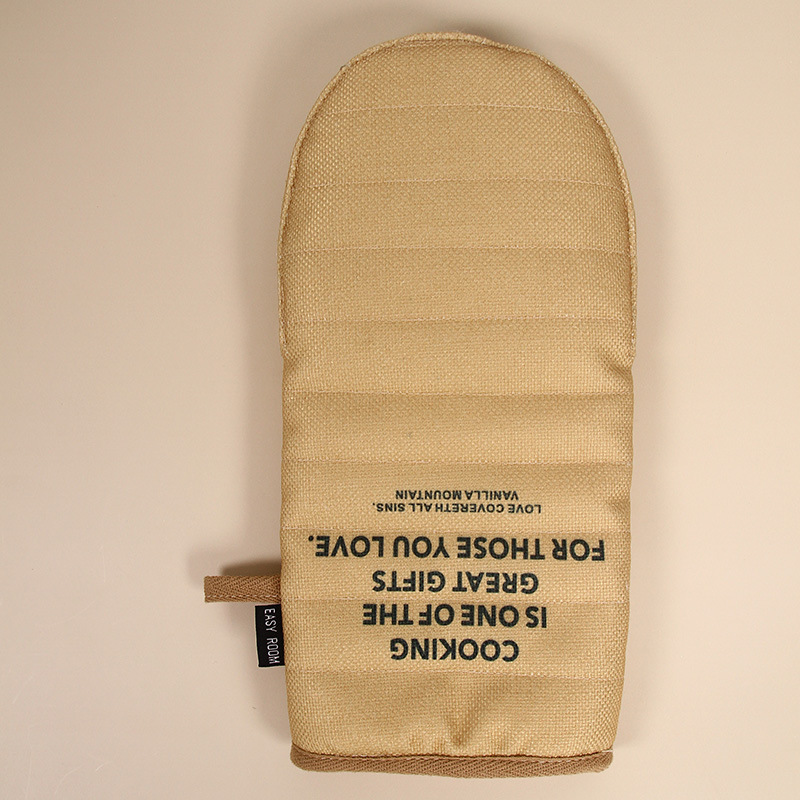 COOKING
IS ONE OF THE
GREAT GIFTS
FOR THOSE YOU LOVE.
LOVE COVERETH ALL SINS.
VANILLA MOUNTAIN
EASY ROOM